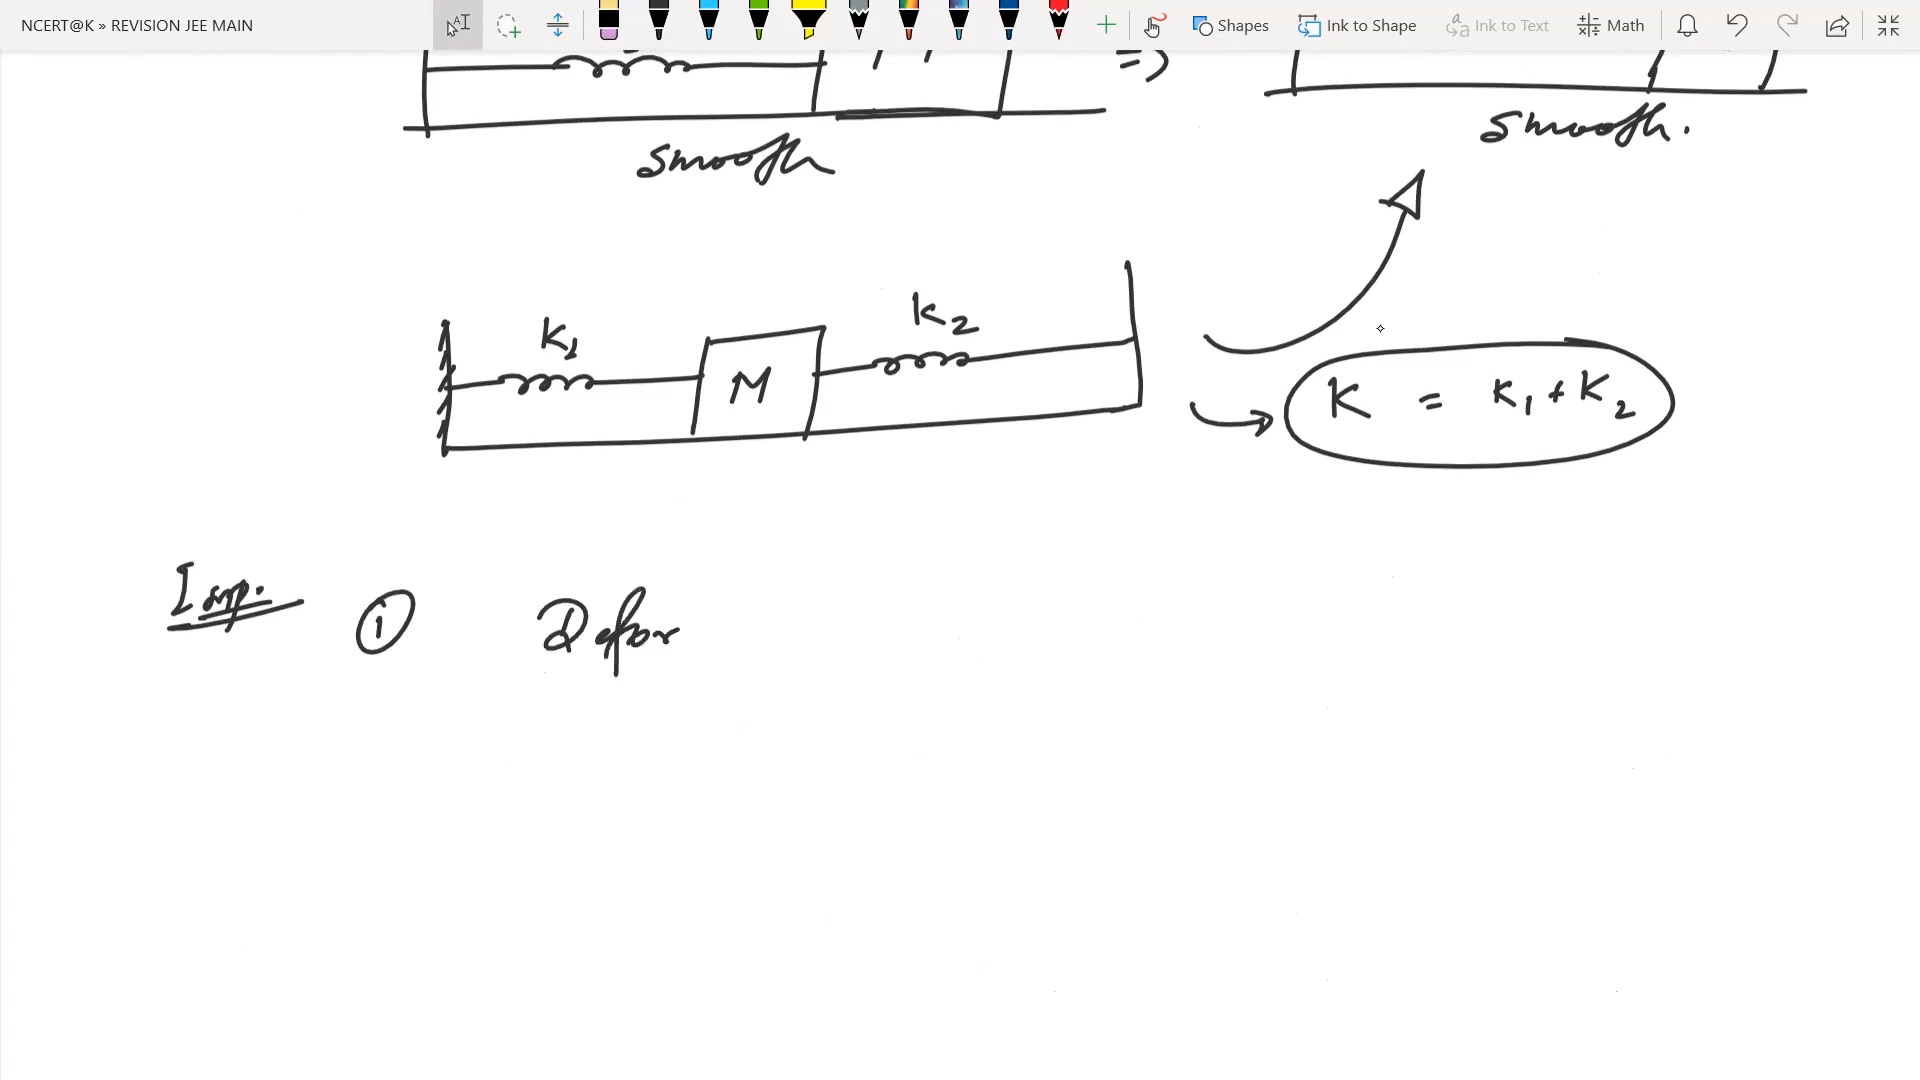 NCERT@K » REVISION JEE MAIN
Shapes
Ink to Shape
Ink to Text
Math
=>
Smooth
Smooth.
K1
K2
M
K = K1 + K2
Imp. ① Defor